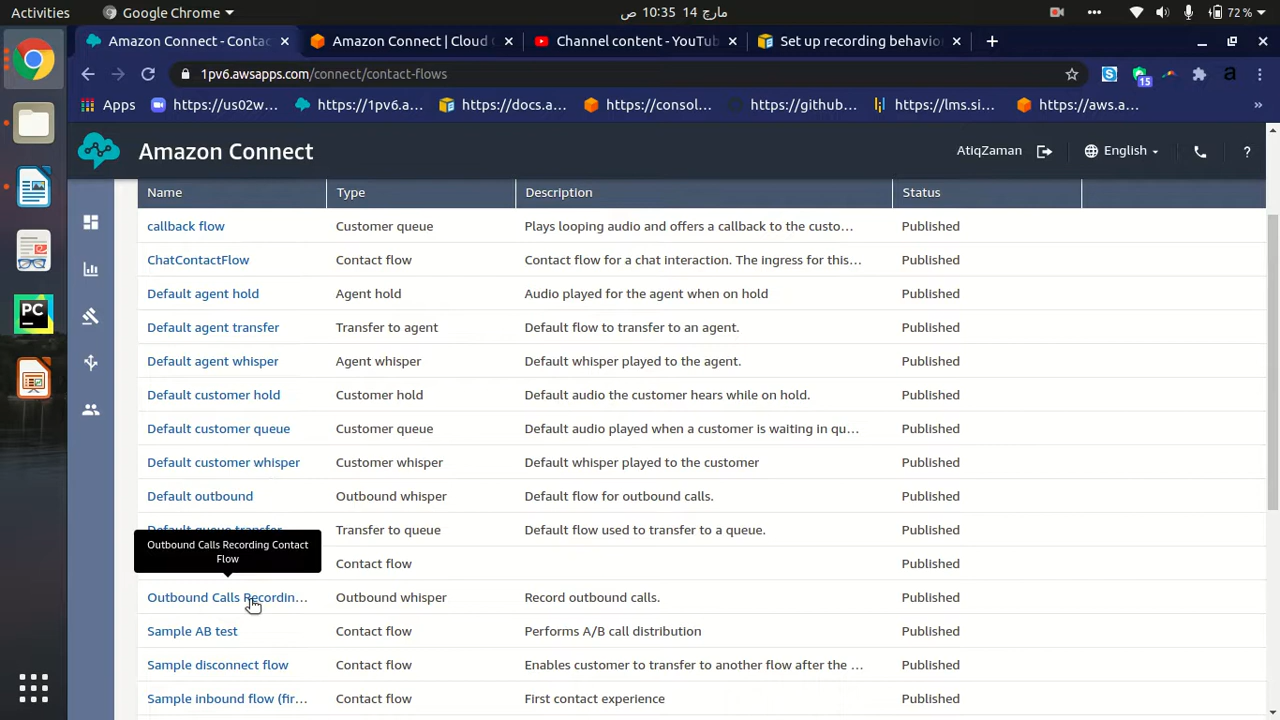 Activities
Google Chrome
ص 10:35 مارچ 14
72 %
Amazon Connect - Contac
Amazon Connect | Cloud C
Channel content - YouTub
Set up recording behavio
1pv6.awsapps.com/connect/contact-flows
15
a
Apps
https://us02w...
https://1pv6.a...
https://docs.a...
https://consol...
https://github...
https://lms.si...
https://aws.a...
»
Amazon Connect
AtiqZaman
English
?
Name Type Description Status
callback flow Customer queue Plays looping audio and offers a callback to the custo... Published
ChatContactFlow Contact flow Contact flow for a chat interaction. The ingress for this... Published
Default agent hold Agent hold Audio played for the agent when on hold Published
Default agent transfer Transfer to agent Default flow to transfer to an agent. Published
Default agent whisper Agent whisper Default whisper played to the agent. Published
Default customer hold Customer hold Default audio the customer hears while on hold. Published
Default customer queue Customer queue Default audio played when a customer is waiting in qu... Published
Default customer whisper Customer whisper Default whisper played to the customer Published
Default outbound Outbound whisper Default flow for outbound calls. Published
Default queue transfer Transfer to queue Default flow used to transfer to a queue. Published
Outbound Calls Recording Contact
Flow
Contact flow Published
Outbound Calls Recordin... Outbound whisper Record outbound calls. Published
Sample AB test Contact flow Performs A/B call distribution Published
Sample disconnect flow Contact flow Enables customer to transfer to another flow after the ... Published
Sample inbound flow (fir... Contact flow First contact experience Published
PC